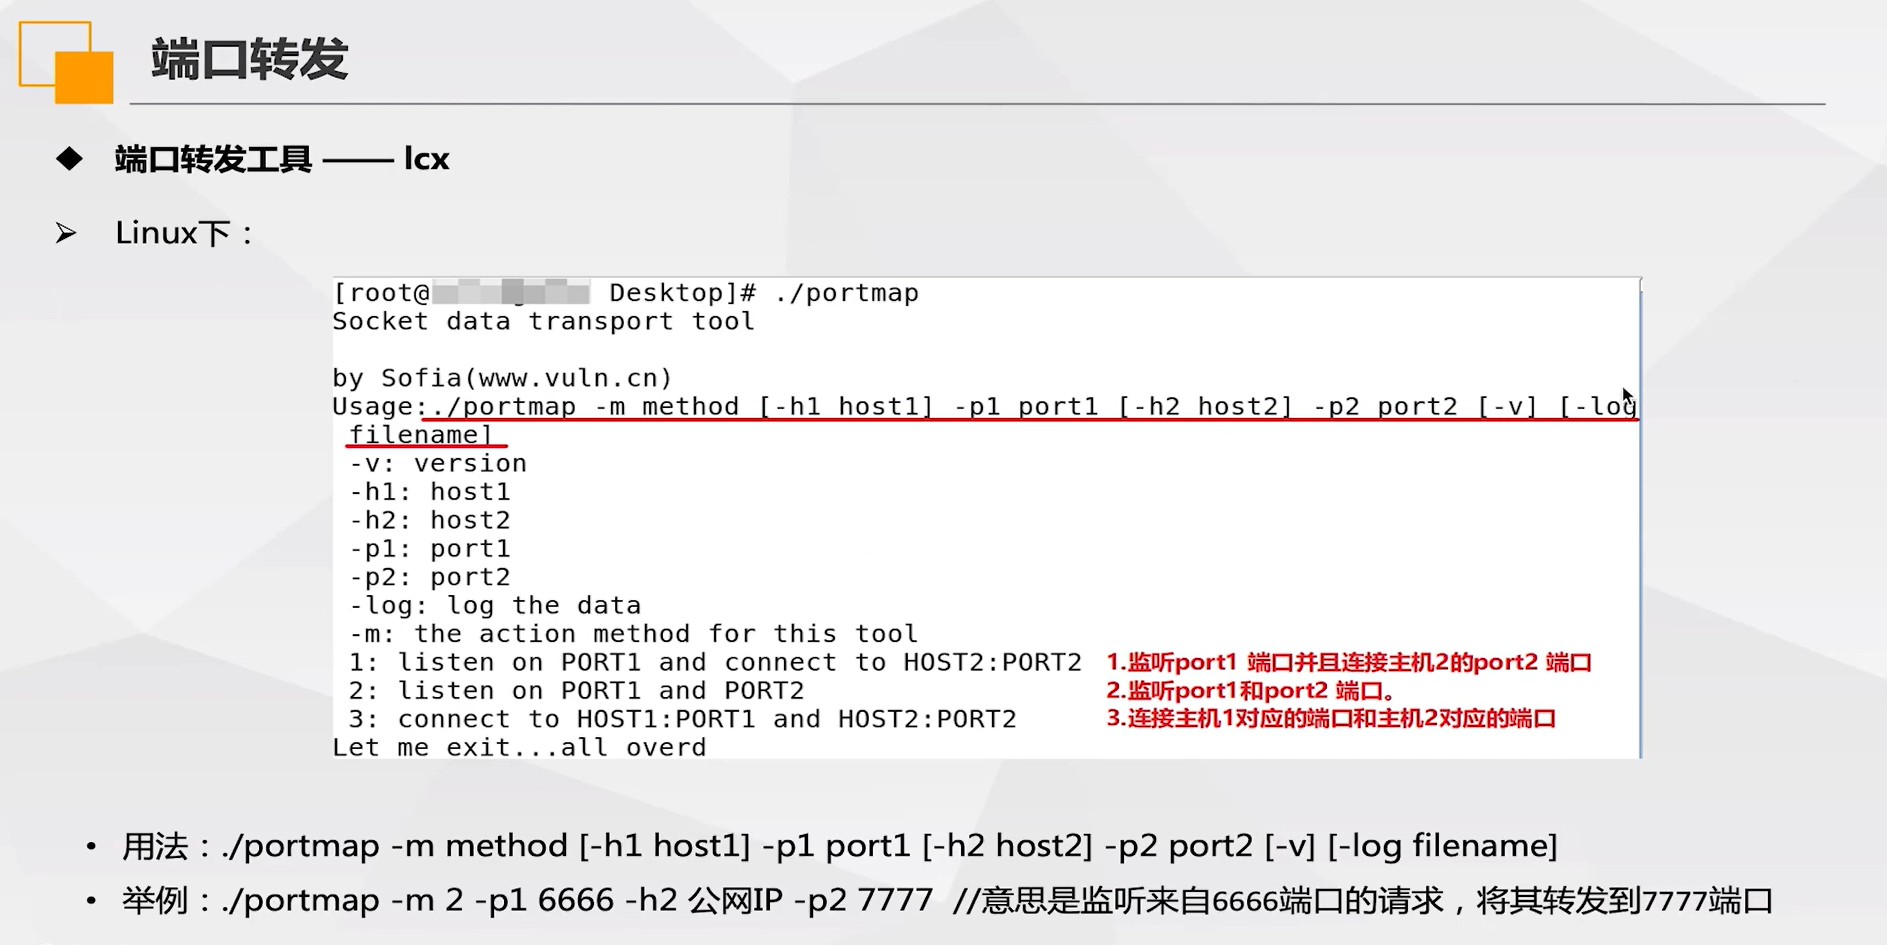 端口转发
端口转发工具 —— lcx
Linux下：
[root@ Desktop]# ./portmap
Socket data transport tool
by Sofia(www.vuln.cn)
Usage:./portmap -m method [-h1 host1] -p1 port1 [-h2 host2] -p2 port2 [-v] [-log
filename]
-v: version
-h1: host1
-h2: host2
-p1: port1
-p2: port2
-log: log the data
-m: the action method for this tool
1: listen on PORT1 and connect to HOST2:PORT2 1.监听port1 端口并且连接主机2的port2 端口
2: listen on PORT1 and PORT2 2.监听port1和port2 端口。
3: connect to HOST1:PORT1 and HOST2:PORT2 3.连接主机1对应的端口和主机2对应的端口
Let me exit...all overd
• 用法：./portmap -m method [-h1 host1] -p1 port1 [-h2 host2] -p2 port2 [-v] [-log filename]
• 举例：./portmap -m 2 -p1 6666 -h2 公网IP -p2 7777 //意思是监听来自6666端口的请求，将其转发到7777端口